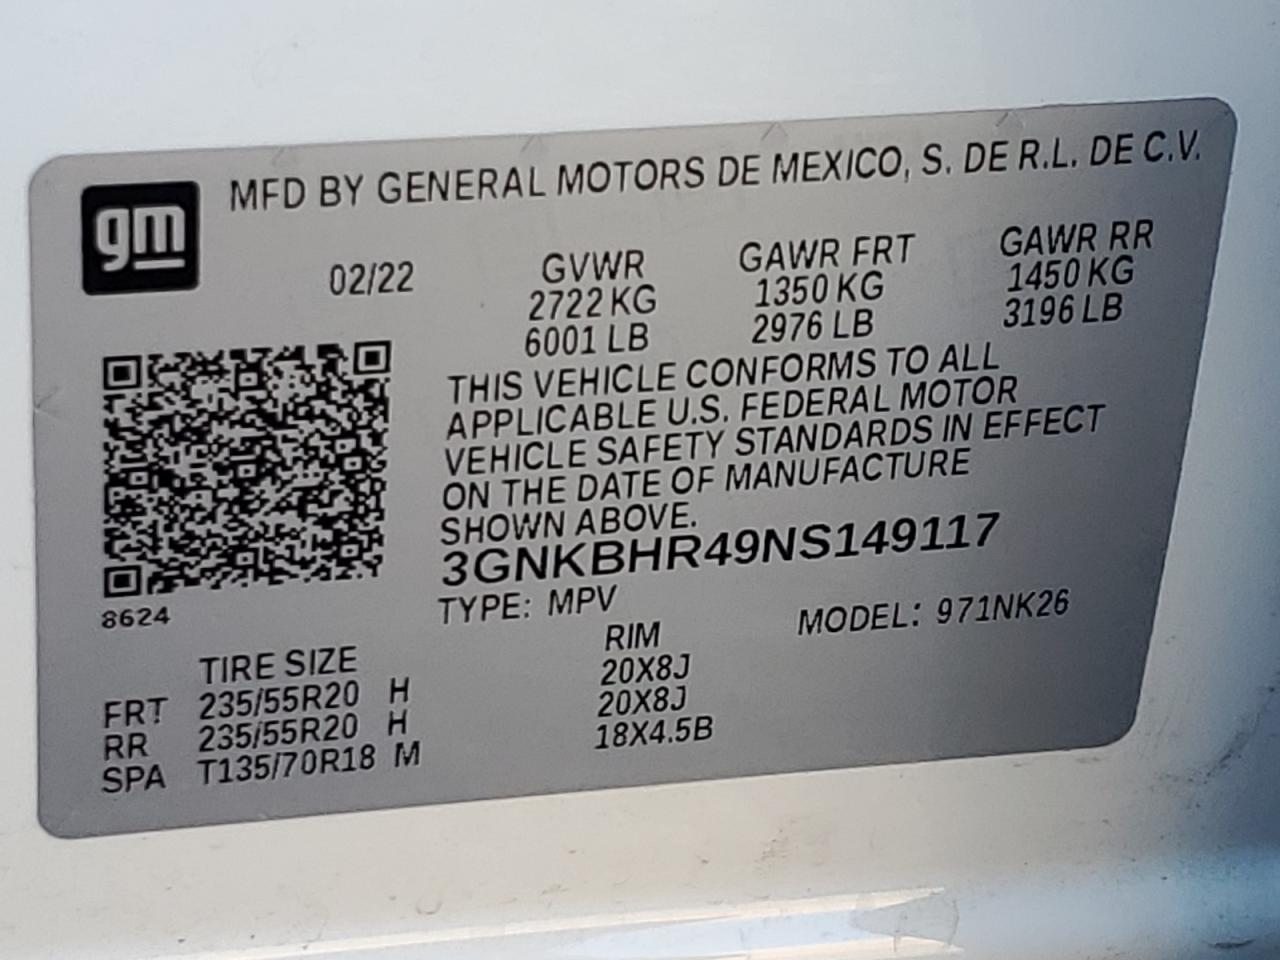 gm
MFD BY GENERAL MOTORS DE MEXICO, S. DE R.L. DE C.V.
02/22 GVWR GAWR FRT GAWR RR
2722 KG 1350 KG 1450 KG
6001 LB 2976 LB 3196 LB
THIS VEHICLE CONFORMS TO ALL
APPLICABLE U.S. FEDERAL MOTOR
VEHICLE SAFETY STANDARDS IN EFFECT
ON THE DATE OF MANUFACTURE
SHOWN ABOVE.
3GNKBHR49NS149117
8624
TYPE: MPV MODEL: 971NK26
TIRE SIZE RIM
FRT 235/55R20 H 20X8J
RR 235/55R20 H 20X8J
SPA T135/70R18 M 18X4.5B